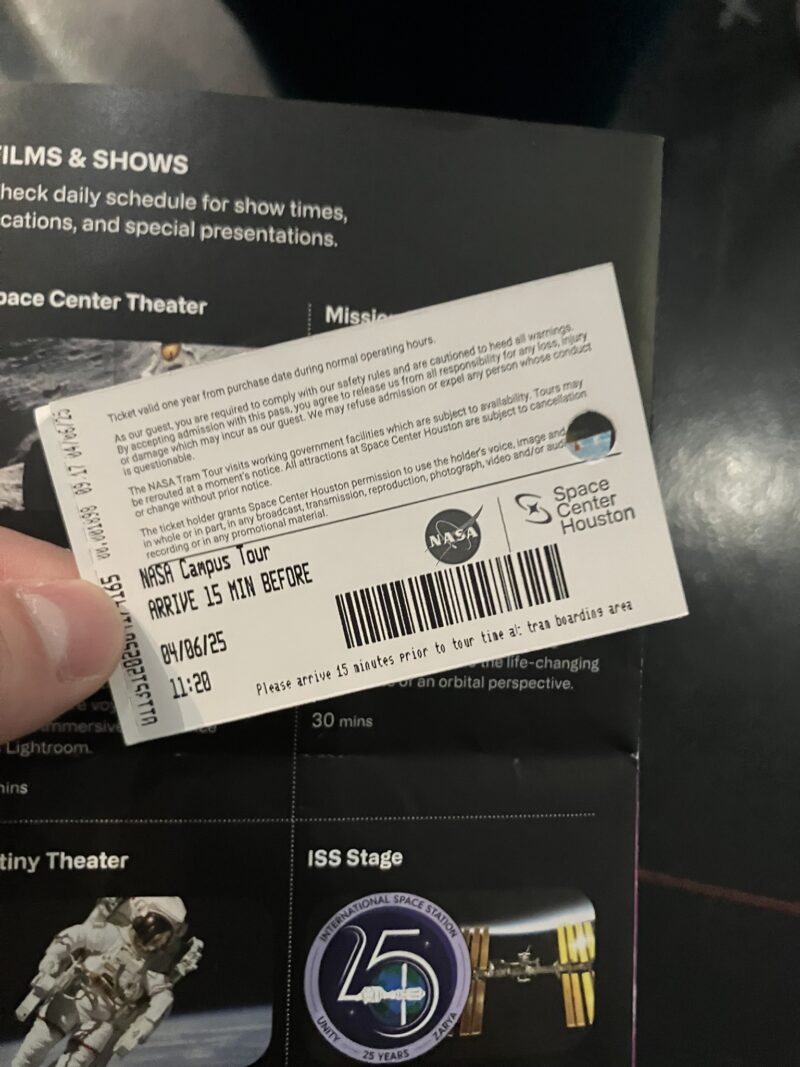 FILMS & SHOWS
heck daily schedule for show times,
cations, and special presentations.
pace Center Theater
Missio
Ticket valid one year from purchase date during normal operating hours.
As our guest, you are required to comply with our safety rules and are cautioned to heed all warnings.
By accepting admission with this pass, you agree to release us from all responsibility for any loss, injury
or damage which may incur as our guest. We may refuse admission or expel any person whose conduct
is questionable.
The NASA Tram Tour visits working government facilities which are subject to availability. Tours may
be rerouted at a moment's notice. All attractions at Space Center Houston are subject to cancellation
or change without prior notice.
The ticket holder grants Space Center Houston permission to use the holder's voice, image and
in whole or in part, in any broadcast, transmission, reproduction, photograph, video and/or audi
recording or in any promotional material.
NASA
Space
Center
Houston
NASA Campus Tour
ARRIVE 15 MIN BEFORE
04/06/25
11:20
Please arrive 15 minutes prior to tour time at tram boarding area
the life-changing
of an orbital perspective.
30 mins
immersive
Lightroom.
mins
tiny Theater
ISS Stage
INTERNATIONAL SPACE STATION
25
UNITY
ZARYA
25 YEARS